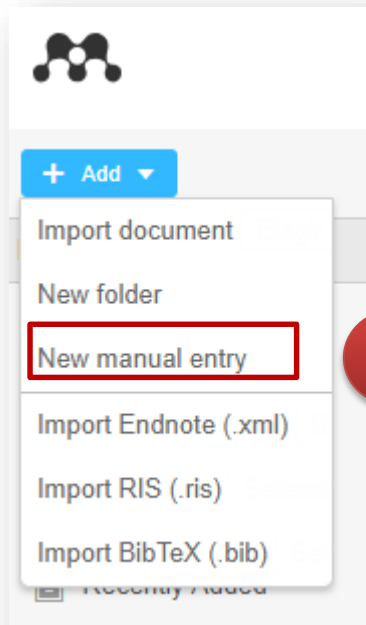 + Add
Import document
New folder
New manual entry
Import Endnote (.xml)
Import RIS (.ris)
Import BibTeX (.bib)
Recently Added